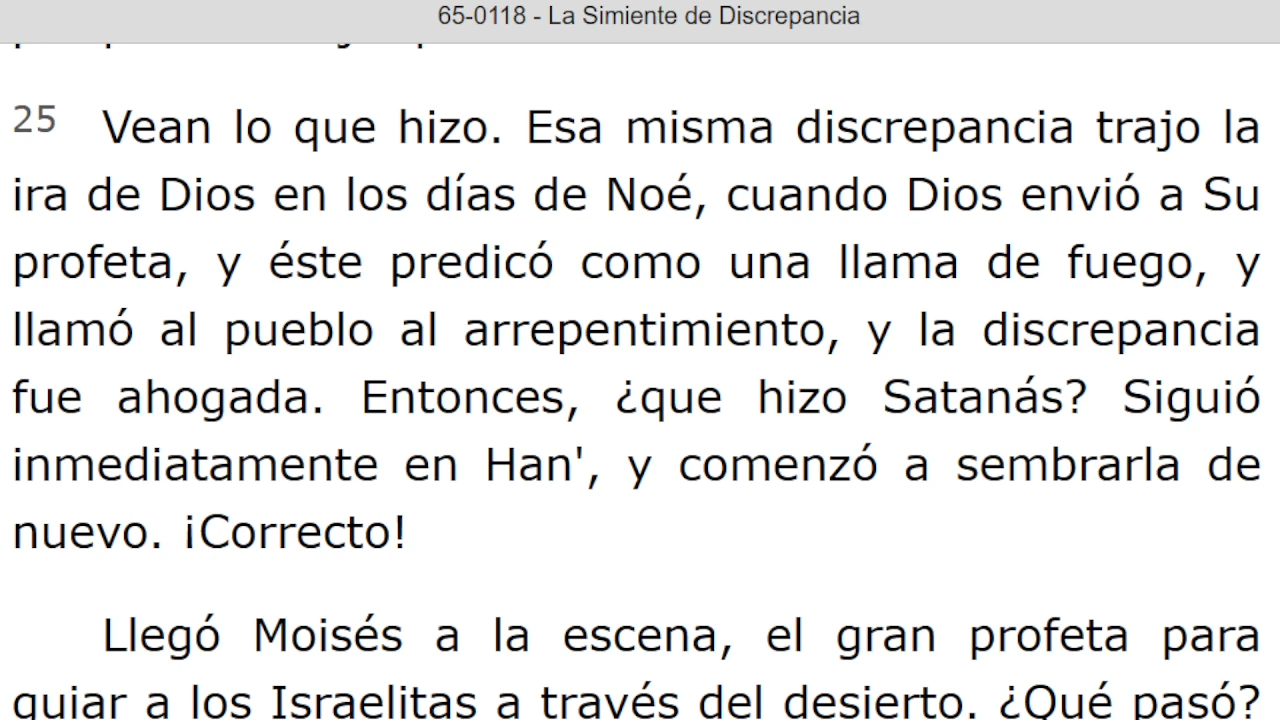 65-0118 - La Simiente de Discrepancia
25 Vean lo que hizo. Esa misma discrepancia trajo la
ira de Dios en los días de Noé, cuando Dios envió a Su
profeta, y éste predicó como una llama de fuego, y
llamó al pueblo al arrepentimiento, y la discrepancia
fue ahogada. Entonces, ¿que hizo Satanás? Siguió
inmediatamente en Han', y comenzó a sembrarla de
nuevo. ¡Correcto!
Llegó Moisés a la escena, el gran profeta para
guiar a los Israelitas a través del desierto. ¿Qué pasó?